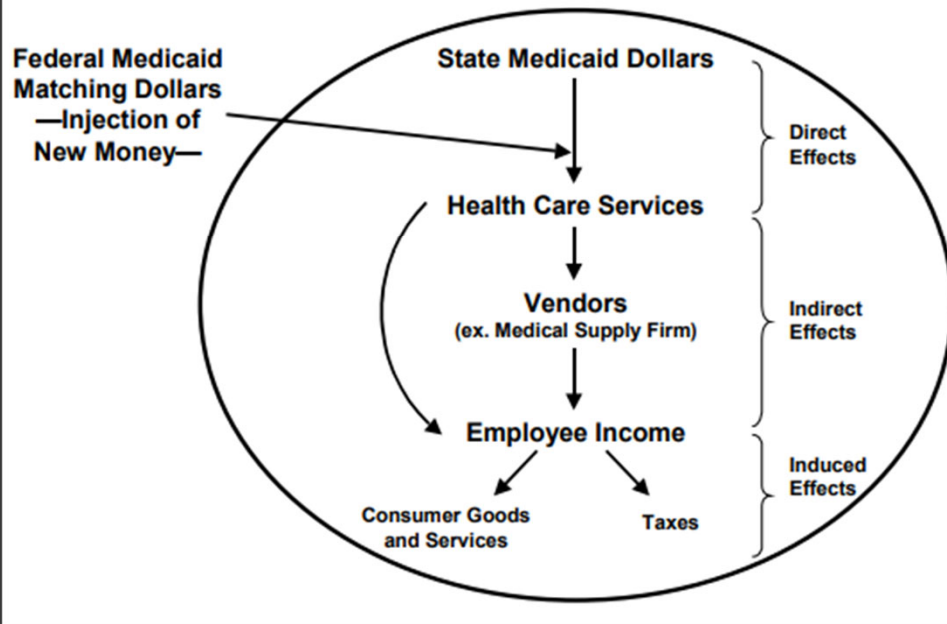 Federal Medicaid
Matching Dollars
—Injection of
New Money—
State Medicaid Dollars
Direct
Effects
Health Care Services
Vendors
(ex. Medical Supply Firm)
Indirect
Effects
Employee Income
Induced
Effects
Consumer Goods
and Services
Taxes